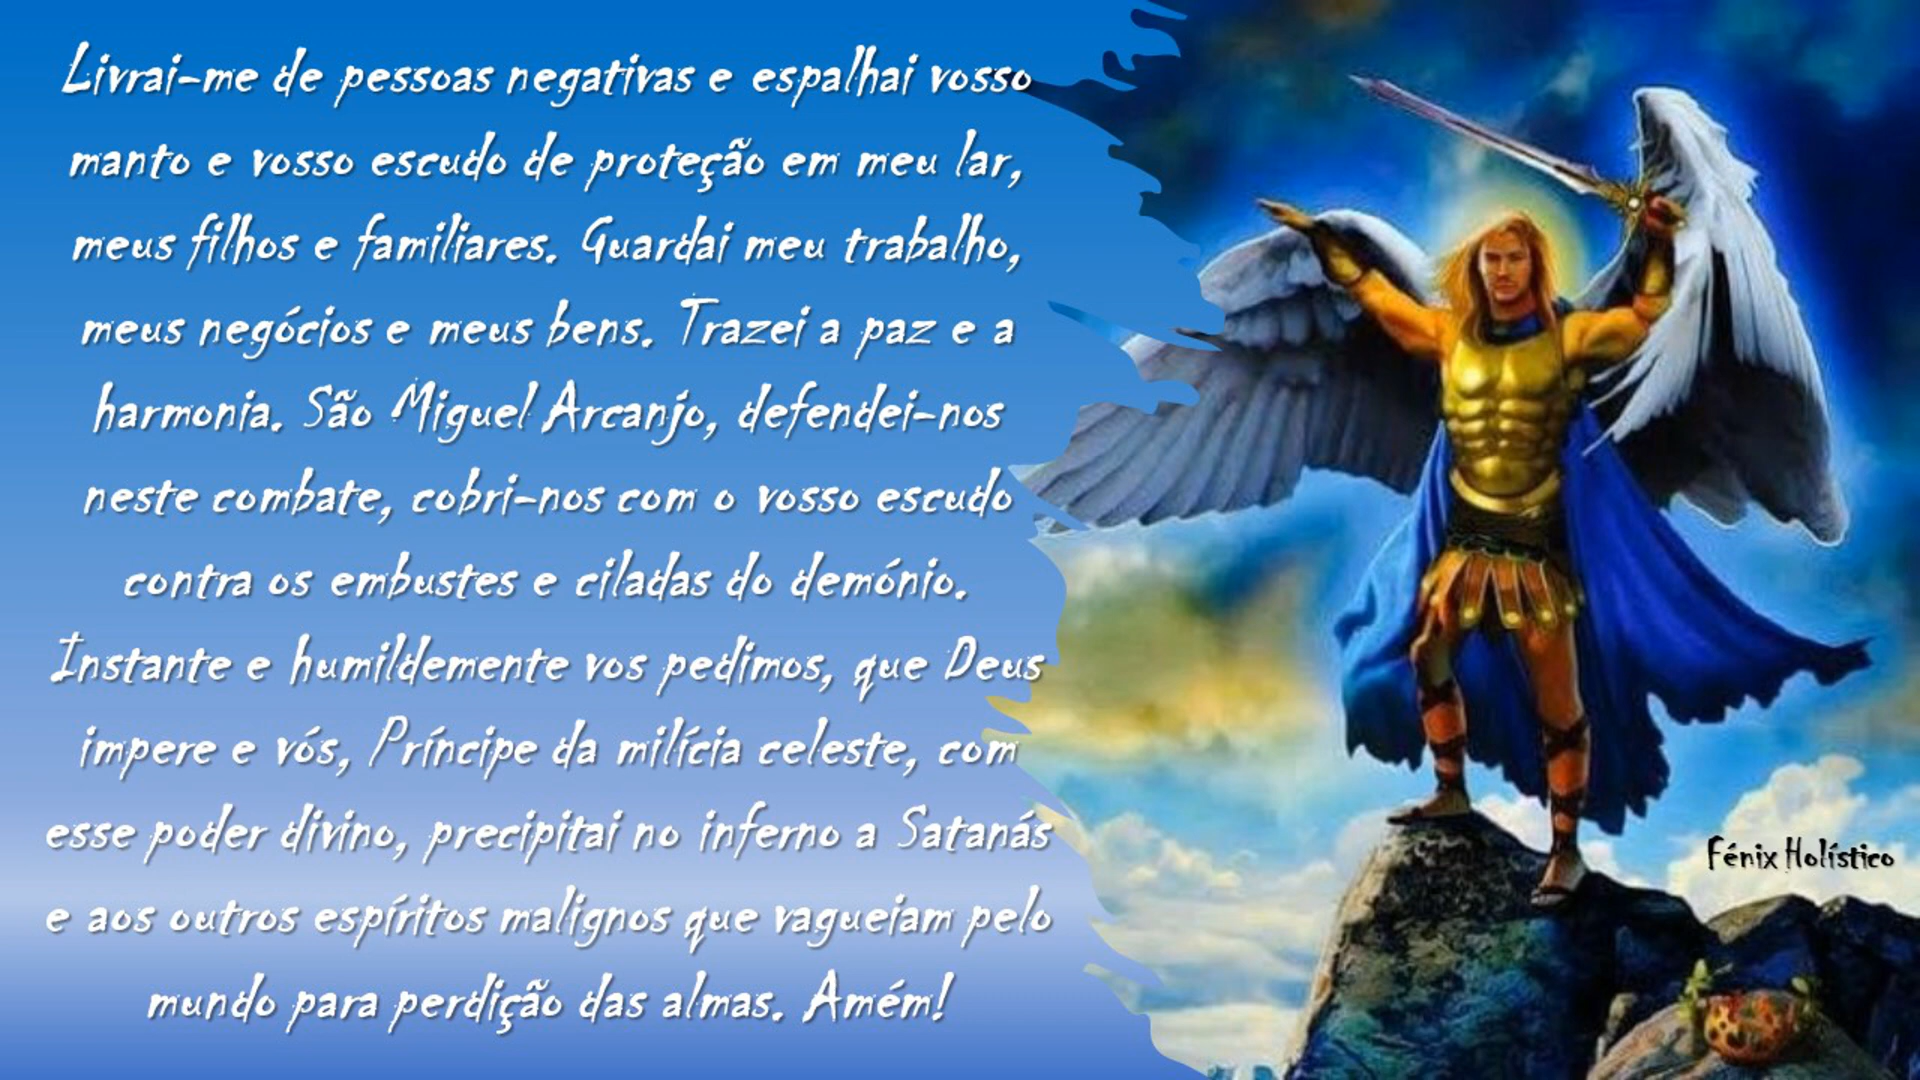 Livrai-me de pessoas negativas e espalhai vosso
manto e vosso escudo de proteção em meu lar,
meus filhos e familiares. Guardai meu trabalho,
meus negócios e meus bens. Trazei a paz e a
harmonia. São Miguel Arcanjo, defendei-nos
neste combate, cobri-nos com o vosso escudo
contra os embustes e ciladas do demónio.
Instante e humildemente vos pedimos, que Deus
impere e vós, Príncipe da milícia celeste, com
esse poder divino, precipitai no inferno a Satanás
e aos outros espíritos malignos que vagueiam pelo
mundo para perdição das almas. Amém!
Fénix Holístico